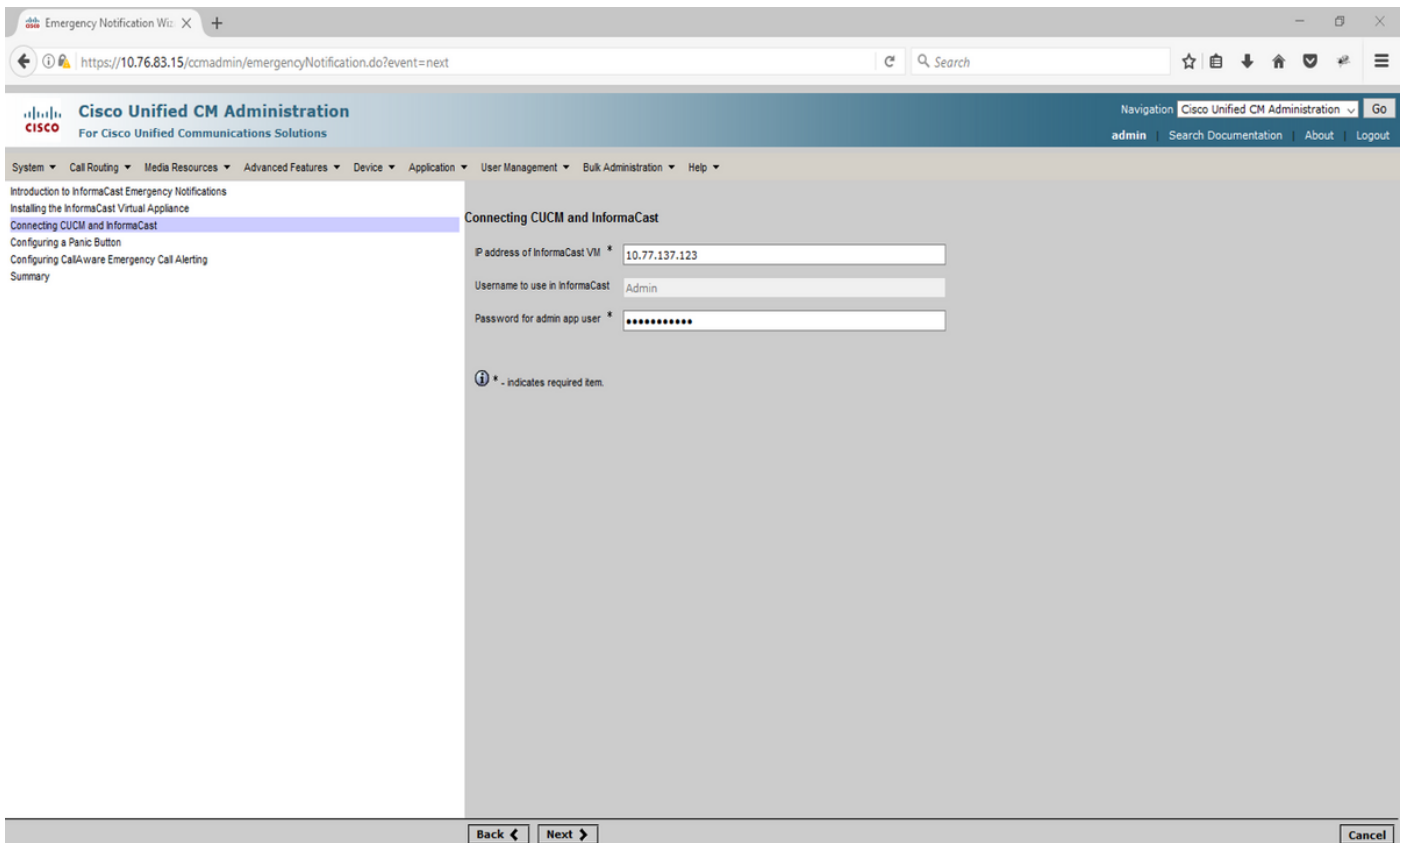 Emergency Notification Wi:
https://10.76.83.15/ccmadmin/emergencyNotification.do?event=next
Search
CISCO
Cisco Unified CM Administration
For Cisco Unified Communications Solutions
Navigation Cisco Unified CM Administration Go
admin | Search Documentation | About | Logout
System Call Routing Media Resources Advanced Features Device Application User Management Bulk Administration Help
Introduction to InformaCast Emergency Notifications
Installing the InformaCast Virtual Appliance
Connecting CUCM and InformaCast
Configuring a Panic Button
Configuring CallAware Emergency Call Alerting
Summary
Connecting CUCM and InformaCast
IP address of InformaCast VM * 10.77.137.123
Username to use in InformaCast Admin
Password for admin app user * •••••••••••
* - indicates required item.
Back Next Cancel